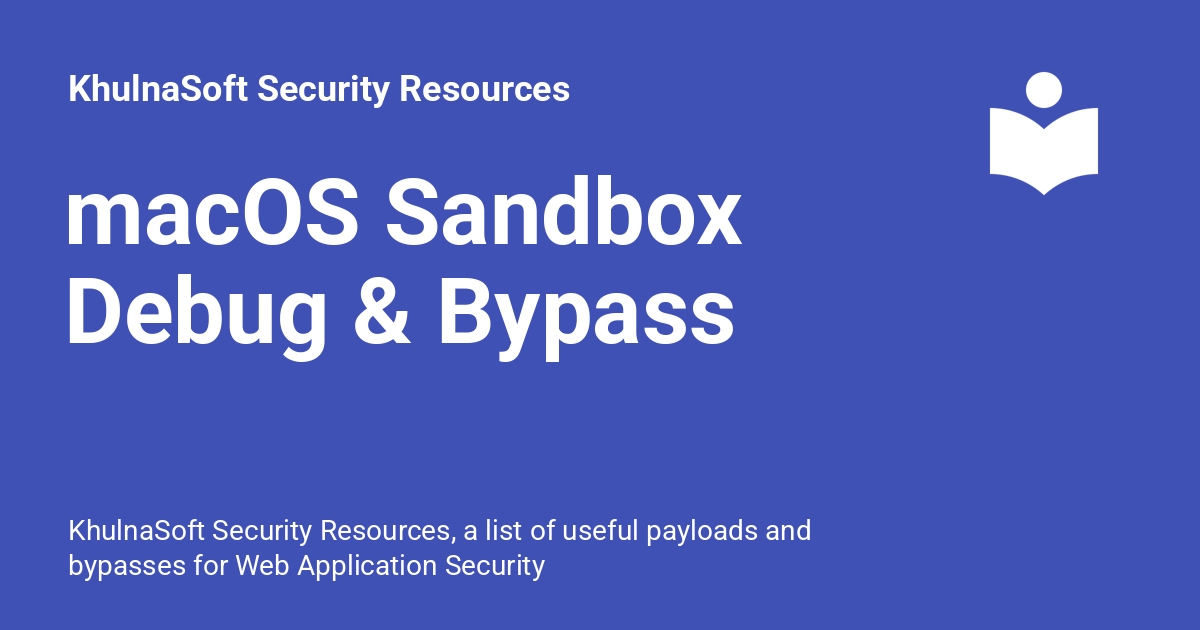 KhulnaSoft Security Resources
macOS Sandbox
Debug & Bypass
KhulnaSoft Security Resources, a list of useful payloads and
bypasses for Web Application Security